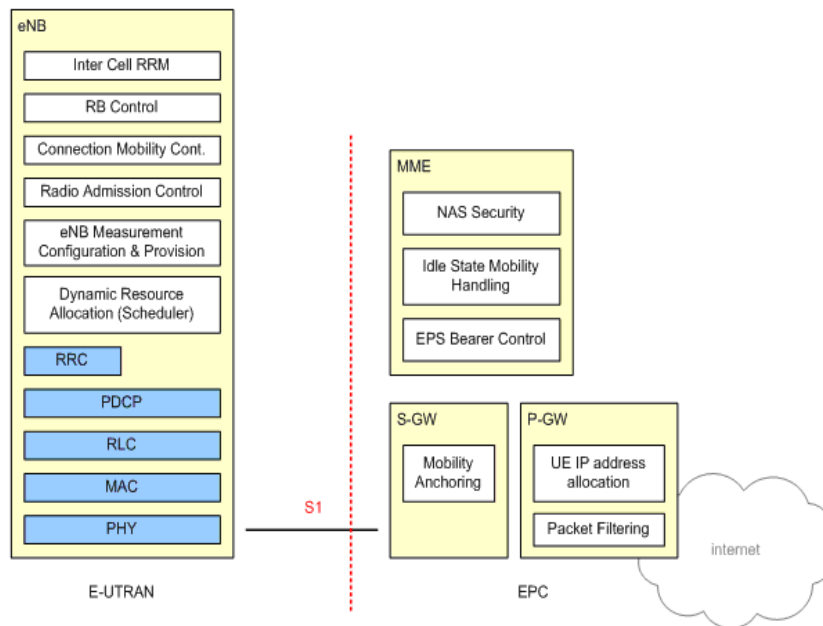 eNB
Inter Cell RRM
RB Control
Connection Mobility Cont.
Radio Admission Control
eNB Measurement
Configuration & Provision
Dynamic Resource
Allocation (Scheduler)
RRC
PDCP
RLC
MAC
PHY
S1
MME
NAS Security
Idle State Mobility
Handling
EPS Bearer Control
S-GW
Mobility
Anchoring
P-GW
UE IP address
allocation
Packet Filtering
internet
E-UTRAN
EPC